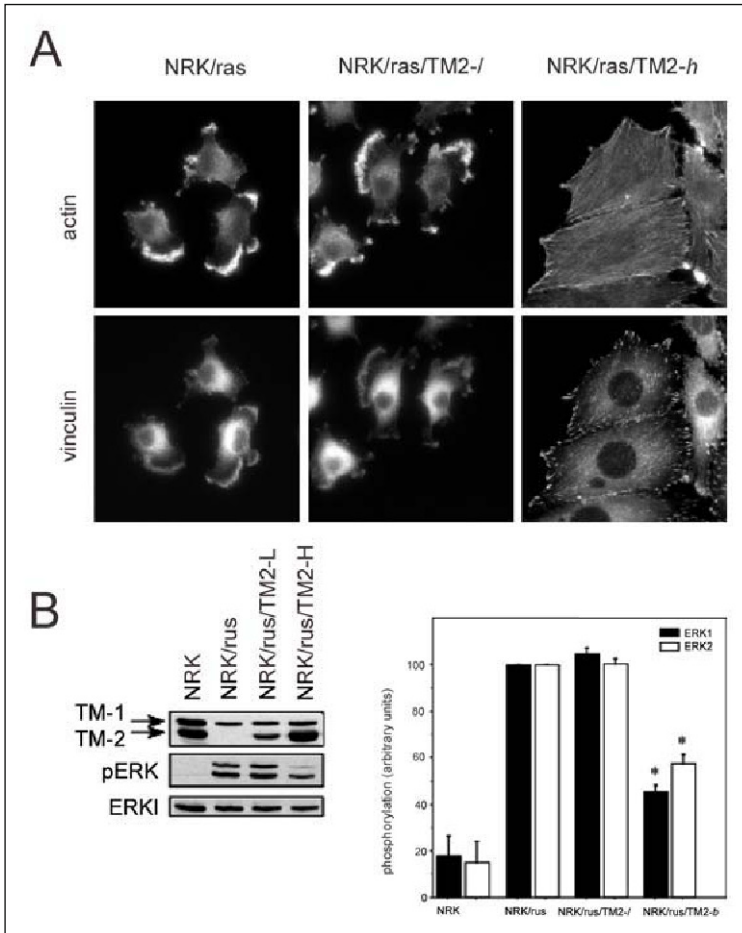 A
NRK/ras NRK/ras/TM2-l NRK/ras/TM2-h
actin
vinculin
B
NRK
NRK/rus
NRK/rus/TM2-L
NRK/rus/TM2-H
TM-1
TM-2
pERK
ERKI
phosphorylation (arbitrary units)
100
80
60
40
20
0
ERK1
ERK2
*
*
NRK NRK/rus NRK/rus/TM2-l NRK/rus/TM2-b